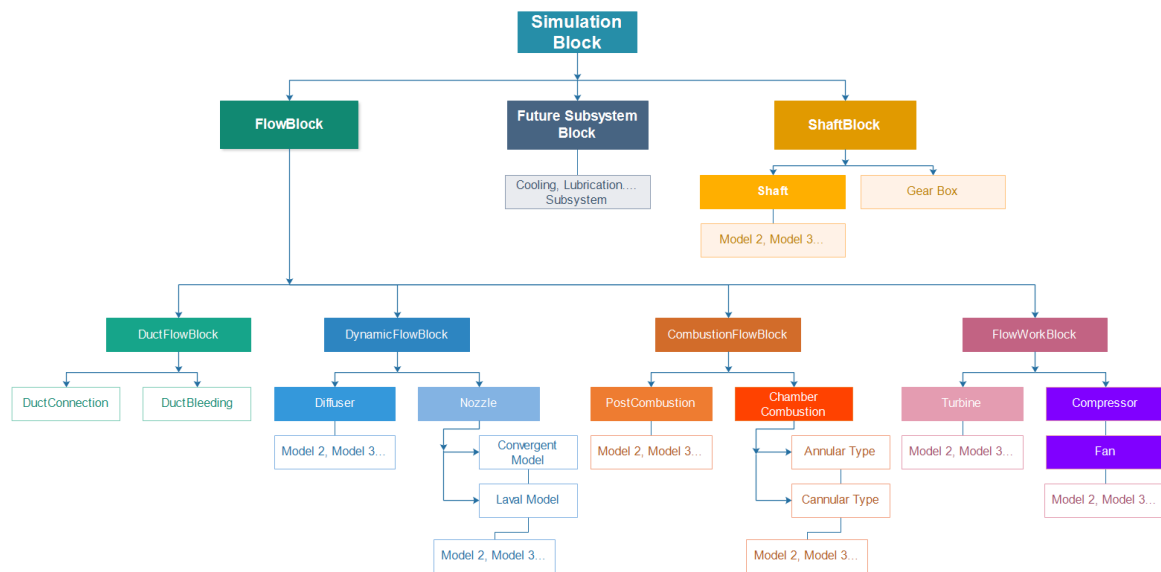 Simulation
Block
FlowBlock
Future Subsystem
Block
ShaftBlock
Cooling, Lubrication....
Subsystem
Shaft
Gear Box
Model 2, Model 3...
DuctFlowBlock
DynamicFlowBlock
CombustionFlowBlock
FlowWorkBlock
DuctConnection
DuctBleeding
Diffuser
Nozzle
PostCombustion
Chamber
Combustion
Turbine
Compressor
Model 2, Model 3...
Convergent
Model
Model 2, Model 3...
Annular Type
Model 2, Model 3...
Fan
Laval Model
Cannular Type
Model 2, Model 3...
Model 2, Model 3...
Model 2, Model 3...